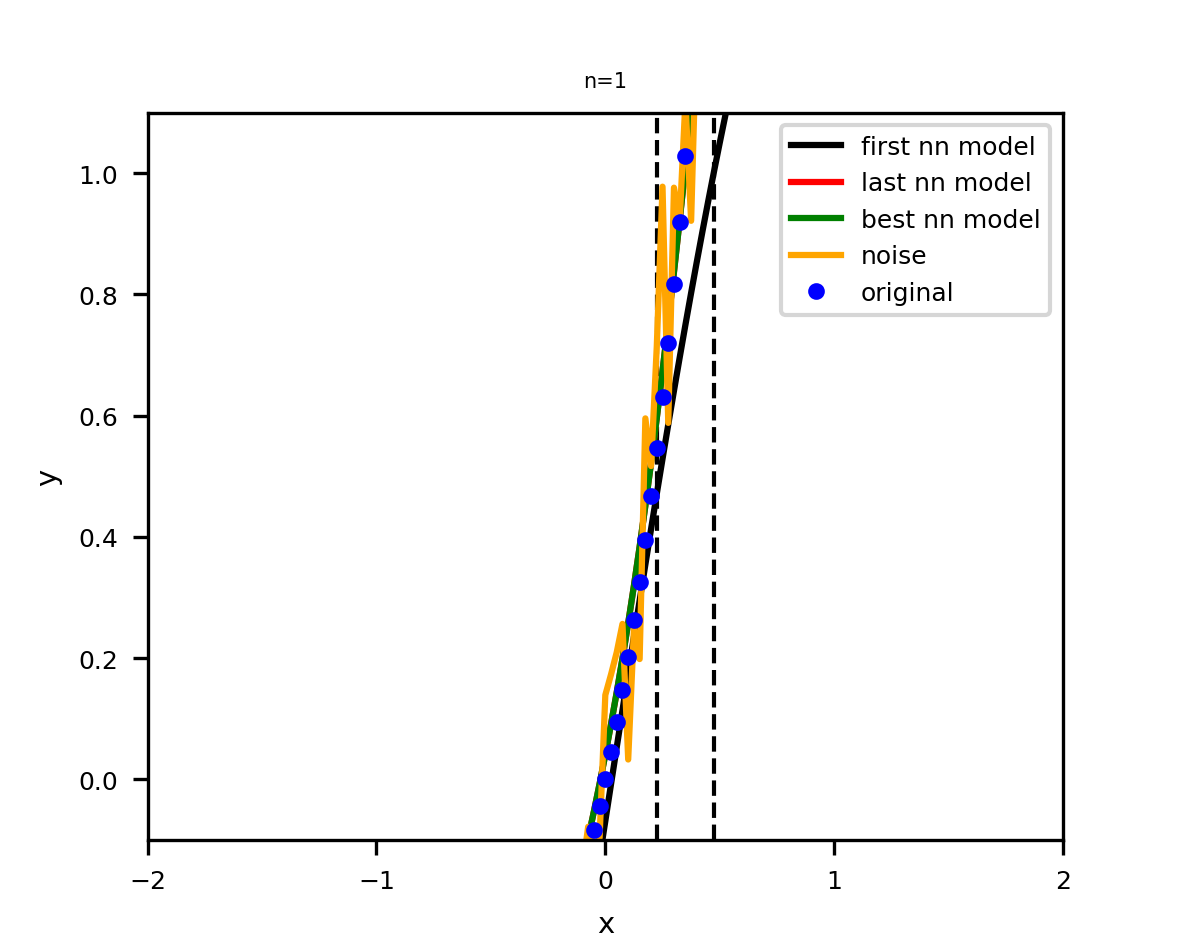 n=1
first nn model
last nn model
best nn model
noise
original
1.0
0.8
0.6
0.4
0.2
0.0
y
−2
−1
0
1
2
x